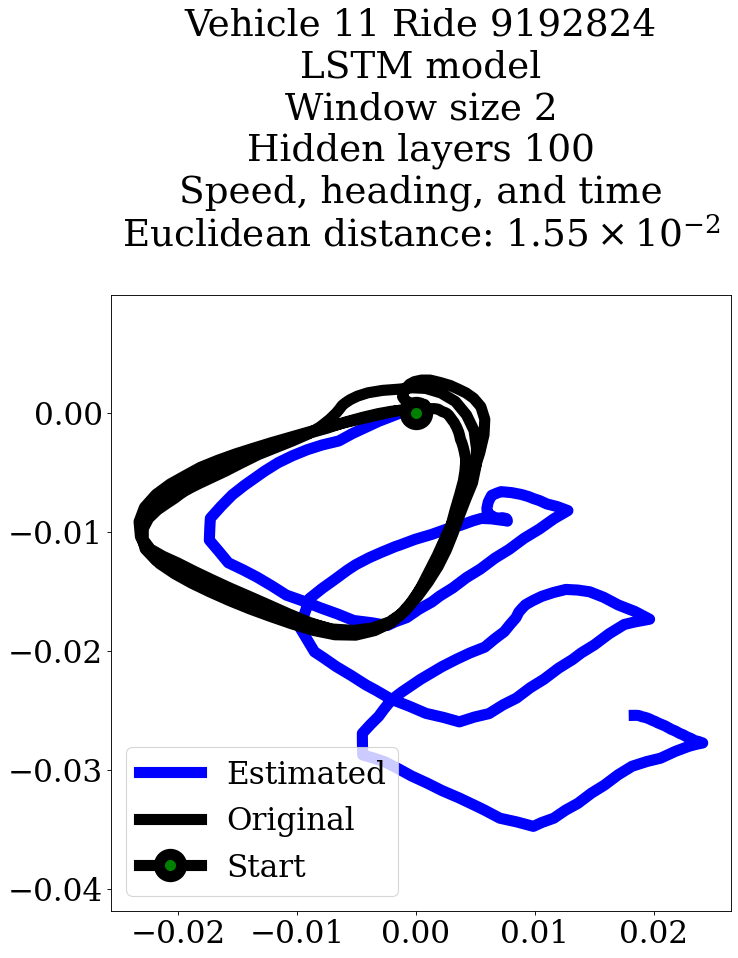 Vehicle 11 Ride 9192824
LSTM model
Window size 2
Hidden layers 100
Speed, heading, and time
Euclidean distance: 1.55 × 10⁻²
0.00
−0.01
−0.02
−0.03
−0.04
Estimated
Original
Start
−0.02 −0.01 0.00 0.01 0.02